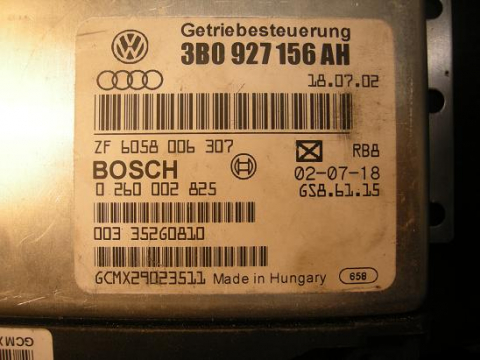 Getriebesteuerung
3B0 927 156 AH
18.07.02
ZF 6058 006 307
RB8
BOSCH
02-07-18
0 260 002 825
GS8.61.15
003 35260810
GCMX29023511 Made in Hungary 658
GCMX